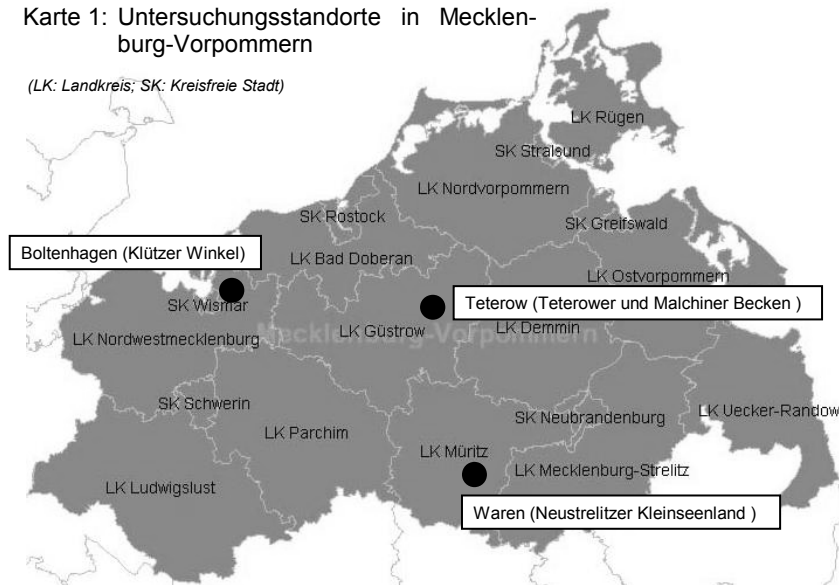 Karte 1: Untersuchungsstandorte in Mecklen-
burg-Vorpommern
(LK: Landkreis; SK: Kreisfreie Stadt)
LK Rügen
SK Stralsund
LK Nordvorpommern
SK Rostock
SK Greifswald
Boltenhagen (Klützer Winkel)
LK Bad Doberan
LK Ostvorpommern
SK Wismar
Teterow (Teterower und Malchiner Becken )
LK Nordwestmecklenburg
LK Güstrow
Mecklenburg-Vorpommern
LK Demmin
SK Schwerin
SK Neubrandenburg
LK Uecker-Randow
LK Parchim
LK Müritz
LK Mecklenburg-Strelitz
LK Ludwigslust
Waren (Neustrelitzer Kleinseenland )